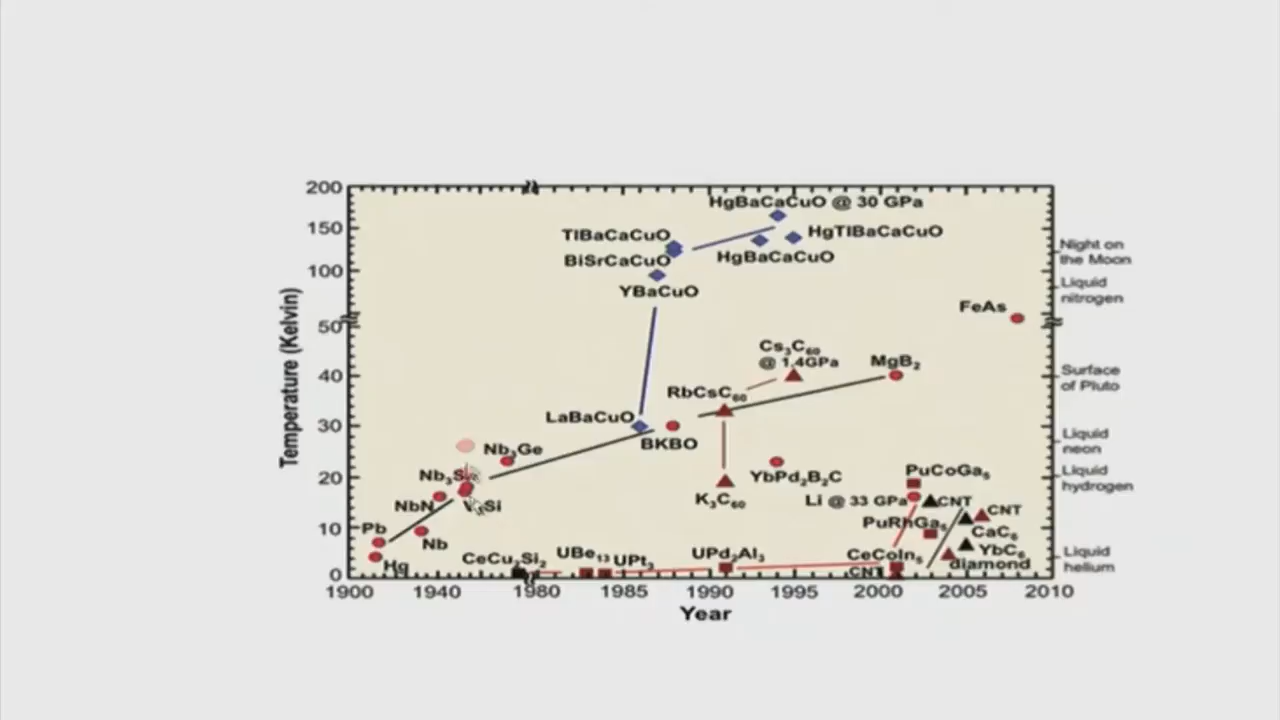 200
150
100
50
40
30
20
10
0
Temperature (Kelvin)
HgBaCaCuO @ 30 GPa
TlBaCaCuO
HgTlBaCaCuO
BiSrCaCuO
HgBaCaCuO
YBaCuO
FeAs
Cs₃C₆₀
@ 1.4GPa
MgB₂
RbCsC₆₀
LaBaCuO
BKBO
Nb₃Ge
YbPd₂B₂C
PuCoGa₅
K₃C₆₀
NbN
Li @ 33 GPa
CNT
CNT
PuRhGa₅
Pb
Nb
CaC₆
YbC₆
diamond
Hg
CeCu₂Si₂
UBe₁₃
UPt₃
UPd₂Al₃
CeCoIn₅
CNT
Night on
the Moon
Liquid
nitrogen
Surface
of Pluto
Liquid
neon
Liquid
hydrogen
Liquid
helium
1900
1940
1980
1985
1990
1995
2000
2005
2010
Year